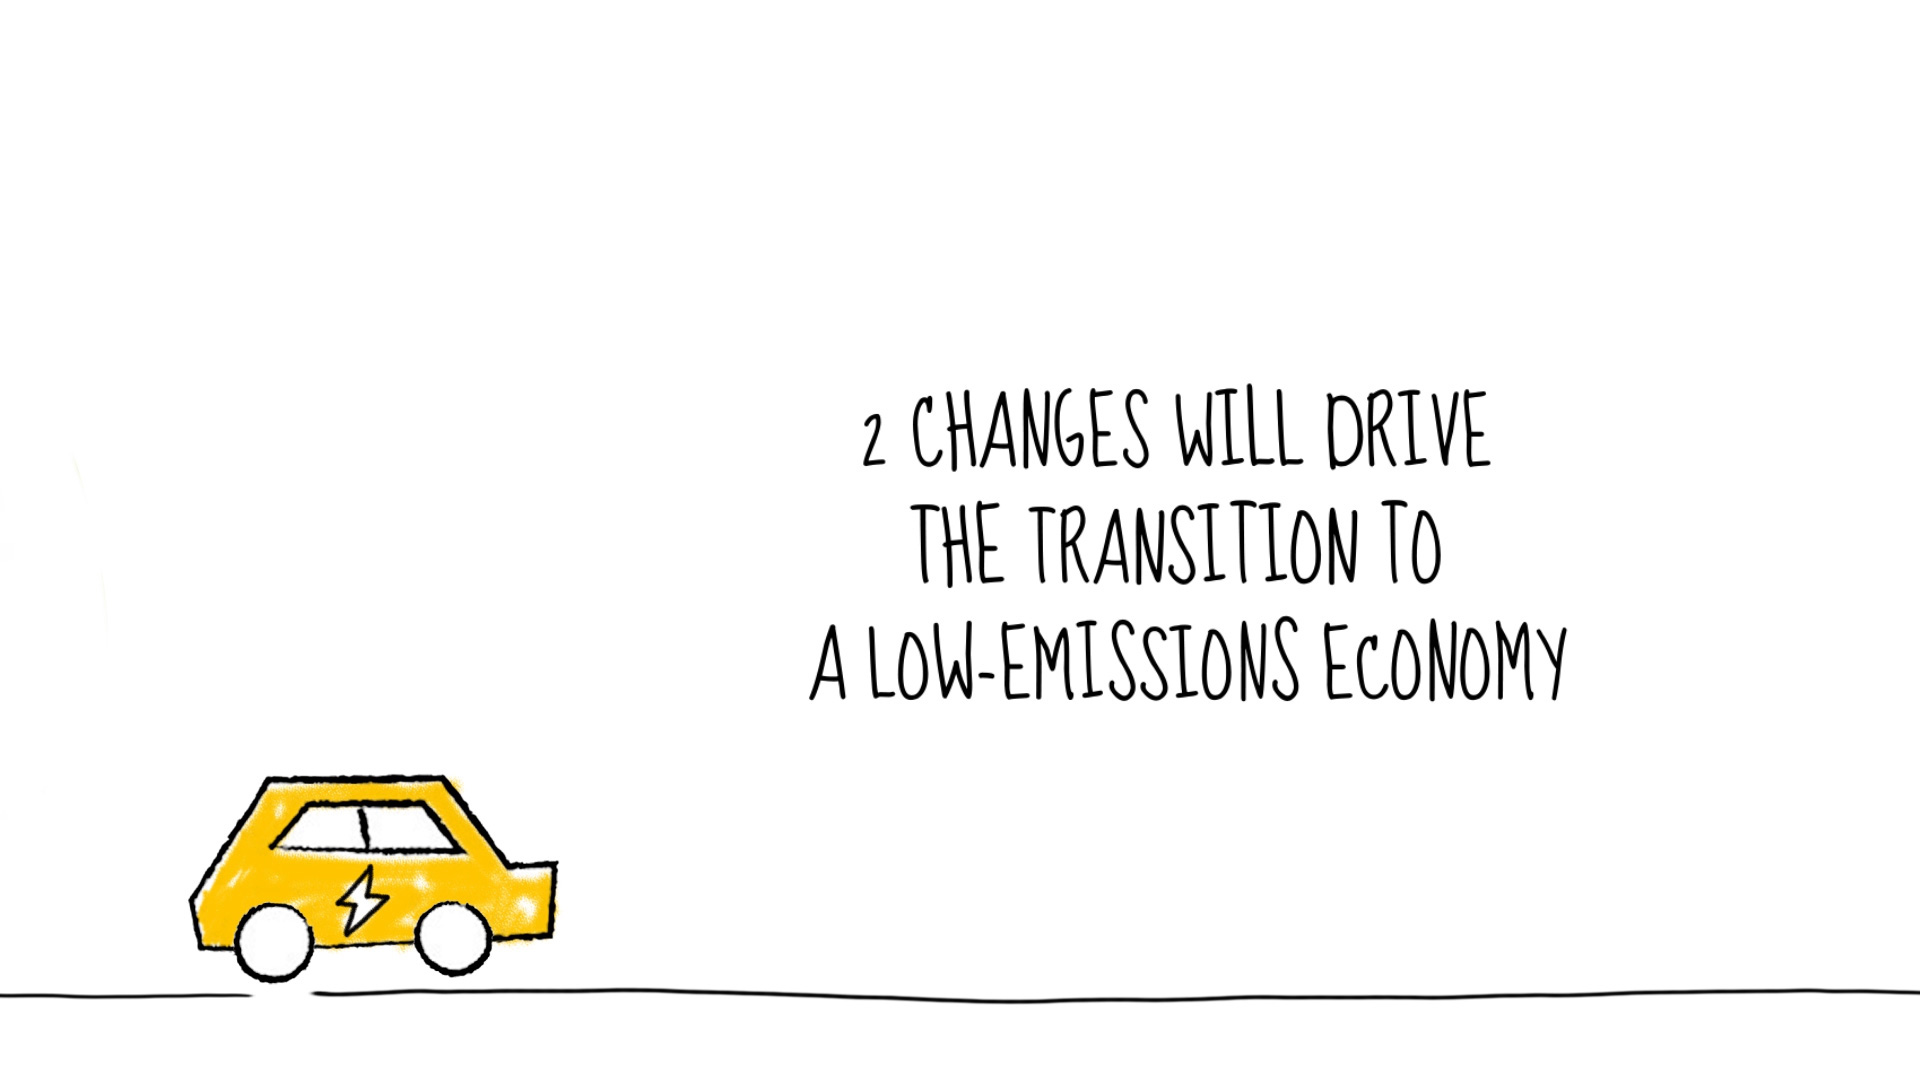 2 CHANGES WILL DRIVE
THE TRANSITION TO
A LOW-EMISSIONS ECONOMY